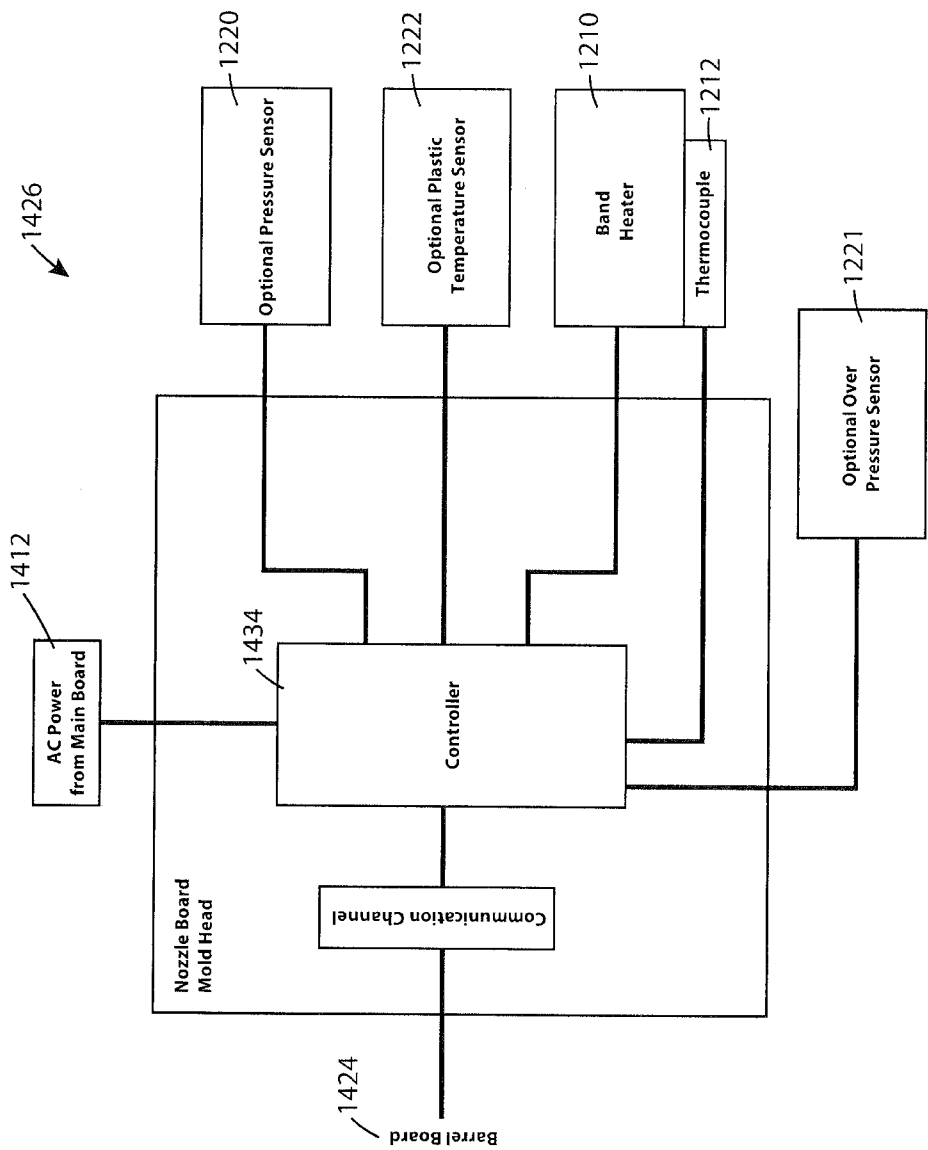 1426
1412
AC Power
from Main Board
1220
Optional Pressure Sensor
1222
Optional Plastic
Temperature Sensor
1210
Band
Heater
1212
Thermocouple
1221
Optional Over
Pressure Sensor
1434
Controller
Nozzle Board
Mold Head
Communication Channel
1424
Barrel Board